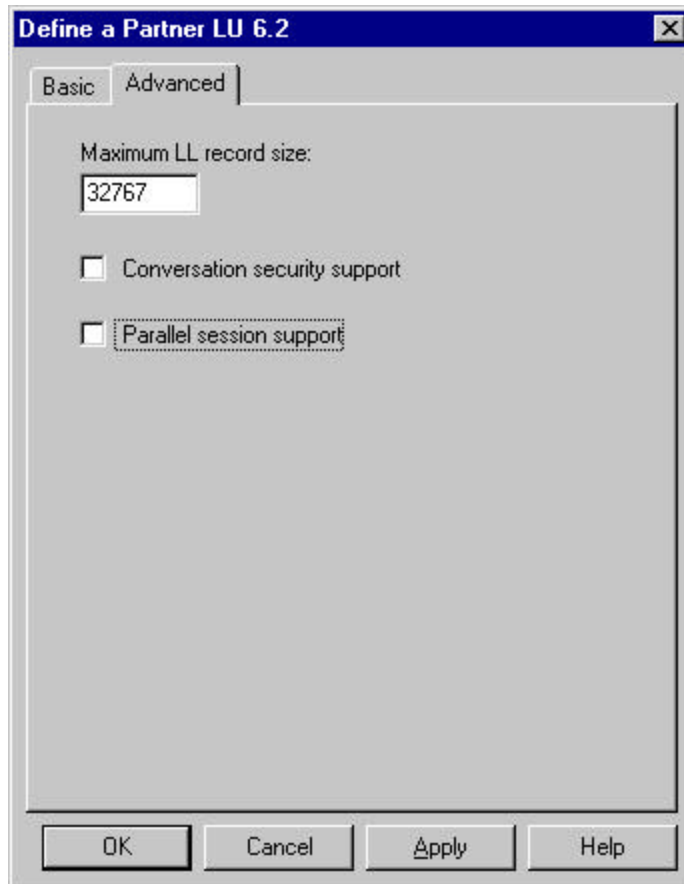 Define a Partner LU 6.2
Basic Advanced
Maximum LL record size:
32767
Conversation security support
Parallel session support
OK Cancel Apply Help